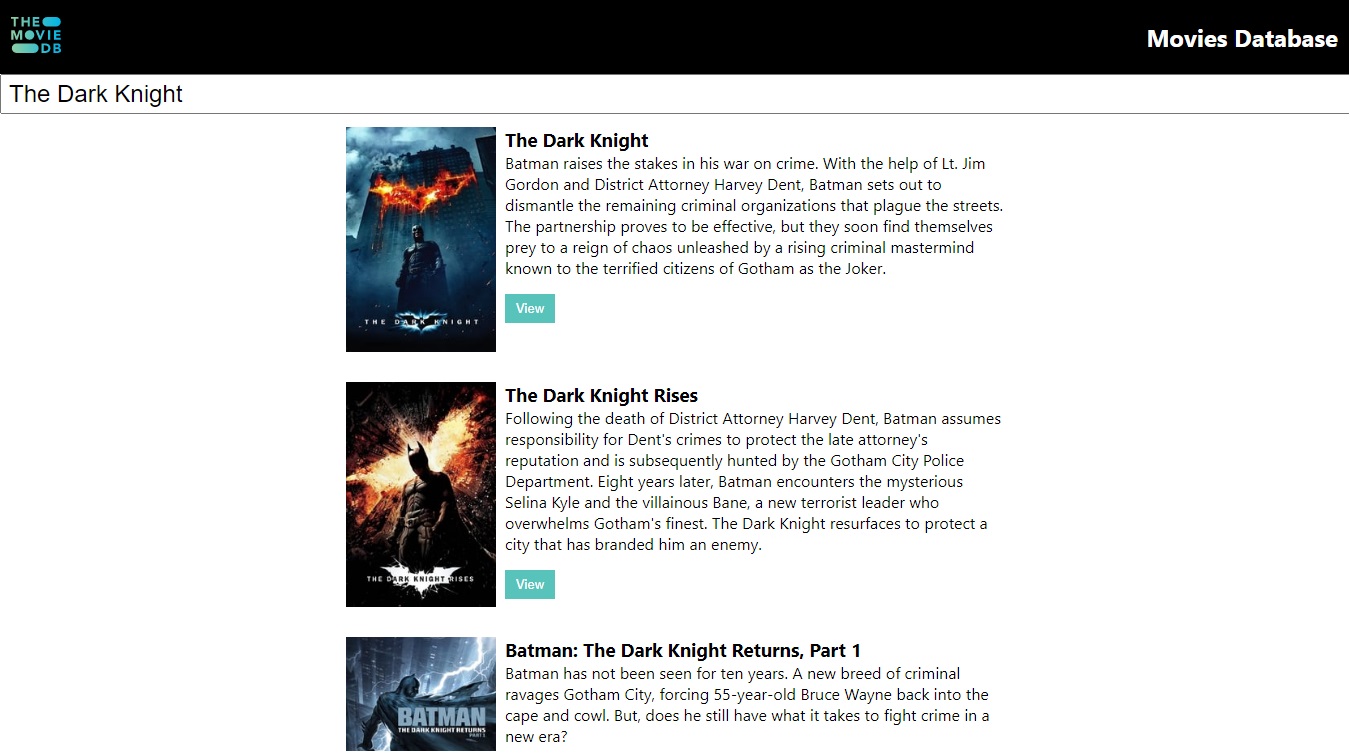 THE
MOVIE
DB
Movies Database
The Dark Knight
THE DARK KNIGHT
The Dark Knight
Batman raises the stakes in his war on crime. With the help of Lt. Jim
Gordon and District Attorney Harvey Dent, Batman sets out to
dismantle the remaining criminal organizations that plague the streets.
The partnership proves to be effective, but they soon find themselves
prey to a reign of chaos unleashed by a rising criminal mastermind
known to the terrified citizens of Gotham as the Joker.
View
THE DARK KNIGHT RISES
The Dark Knight Rises
Following the death of District Attorney Harvey Dent, Batman assumes
responsibility for Dent's crimes to protect the late attorney's
reputation and is subsequently hunted by the Gotham City Police
Department. Eight years later, Batman encounters the mysterious
Selina Kyle and the villainous Bane, a new terrorist leader who
overwhelms Gotham's finest. The Dark Knight resurfaces to protect a
city that has branded him an enemy.
View
BATMAN
THE DARK KNIGHT RETURNS
PART 1
Batman: The Dark Knight Returns, Part 1
Batman has not been seen for ten years. A new breed of criminal
ravages Gotham City, forcing 55-year-old Bruce Wayne back into the
cape and cowl. But, does he still have what it takes to fight crime in a
new era?